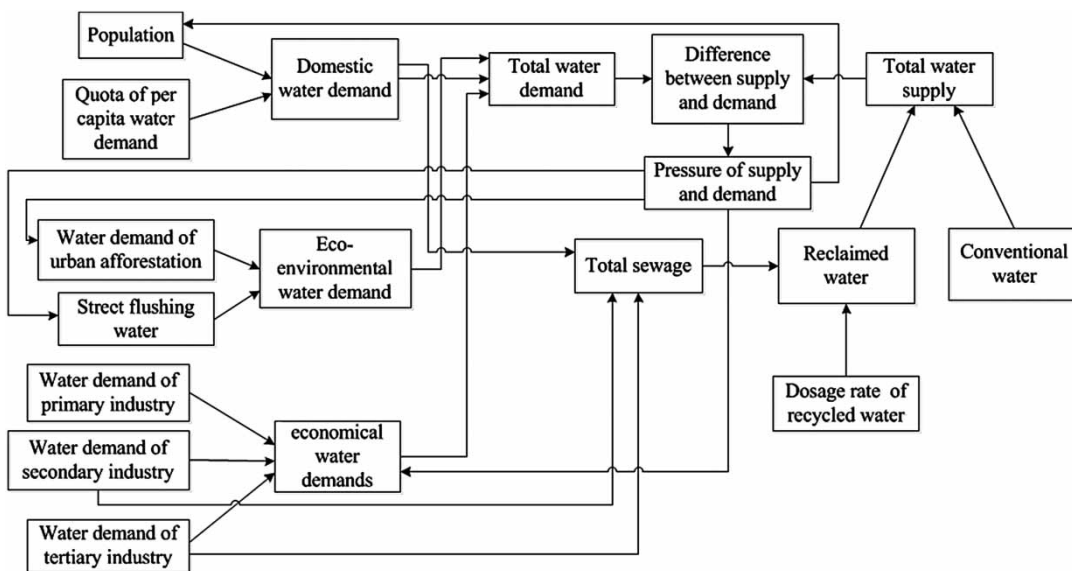 Population
Domestic
water demand
Quota of per
capita water
demand
Total water
demand
Difference
between supply
and demand
Total water
supply
Pressure of supply
and demand
Water demand of
urban afforestation
Eco-
environmental
water demand
Street flushing
water
Total sewage
Reclaimed
water
Conventional
water
Dosage rate of
recycled water
Water demand of
primary industry
Water demand of
secondary industry
economical
water
demands
Water demand of
tertiary industry